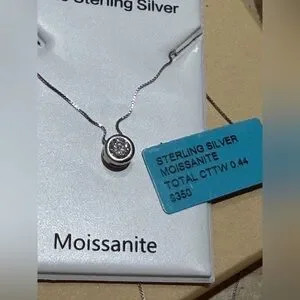 Sterling Silver
STERLING SILVER
MOISSANITE
TOTAL CTTW 0.44
$350
Moissanite